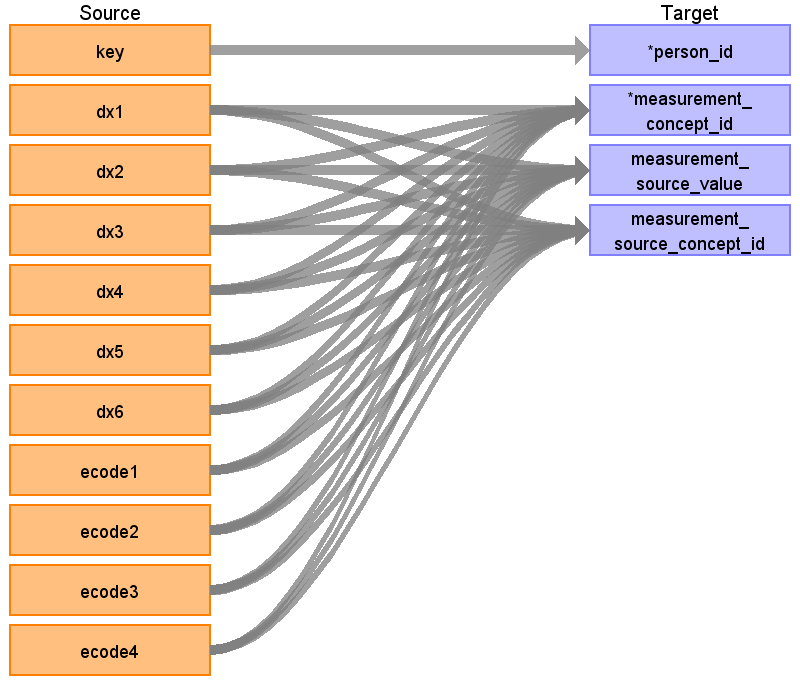 Source
Target
key
*person_id
dx1
*measurement_
concept_id
dx2
measurement_
source_value
dx3
measurement_
source_concept_id
dx4
dx5
dx6
ecode1
ecode2
ecode3
ecode4